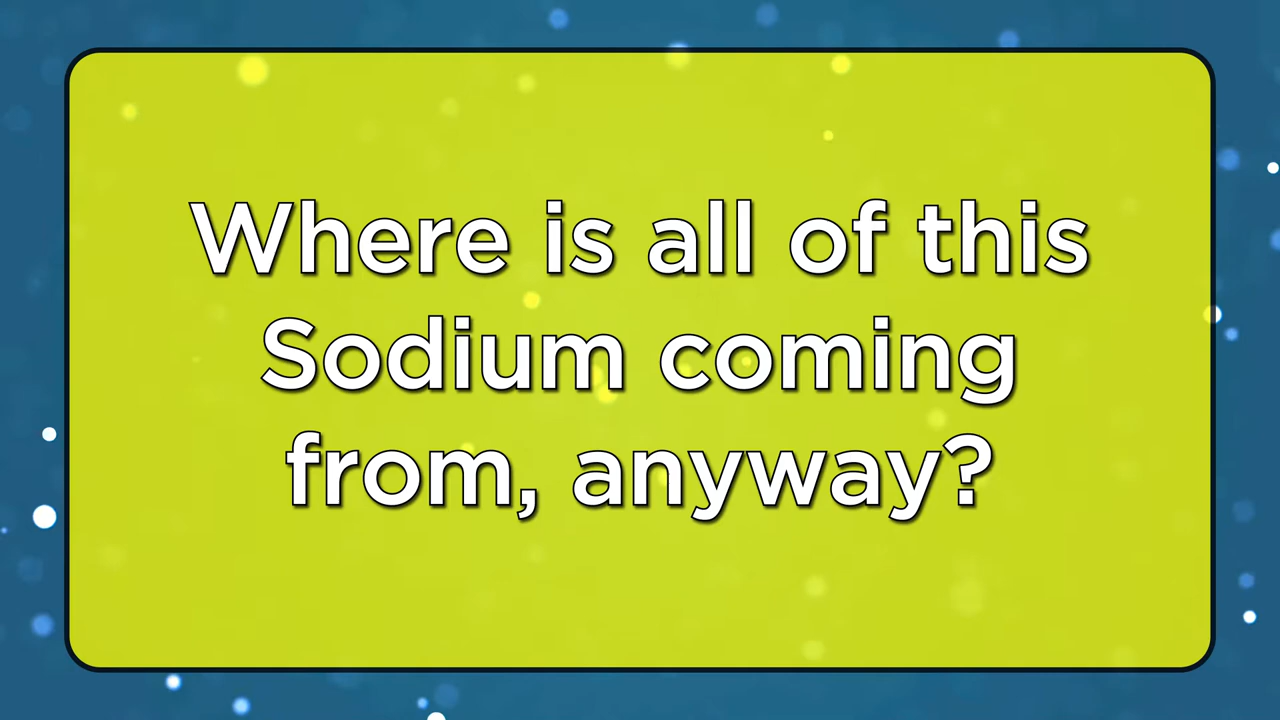 Where is all of this
Sodium coming
from, anyway?